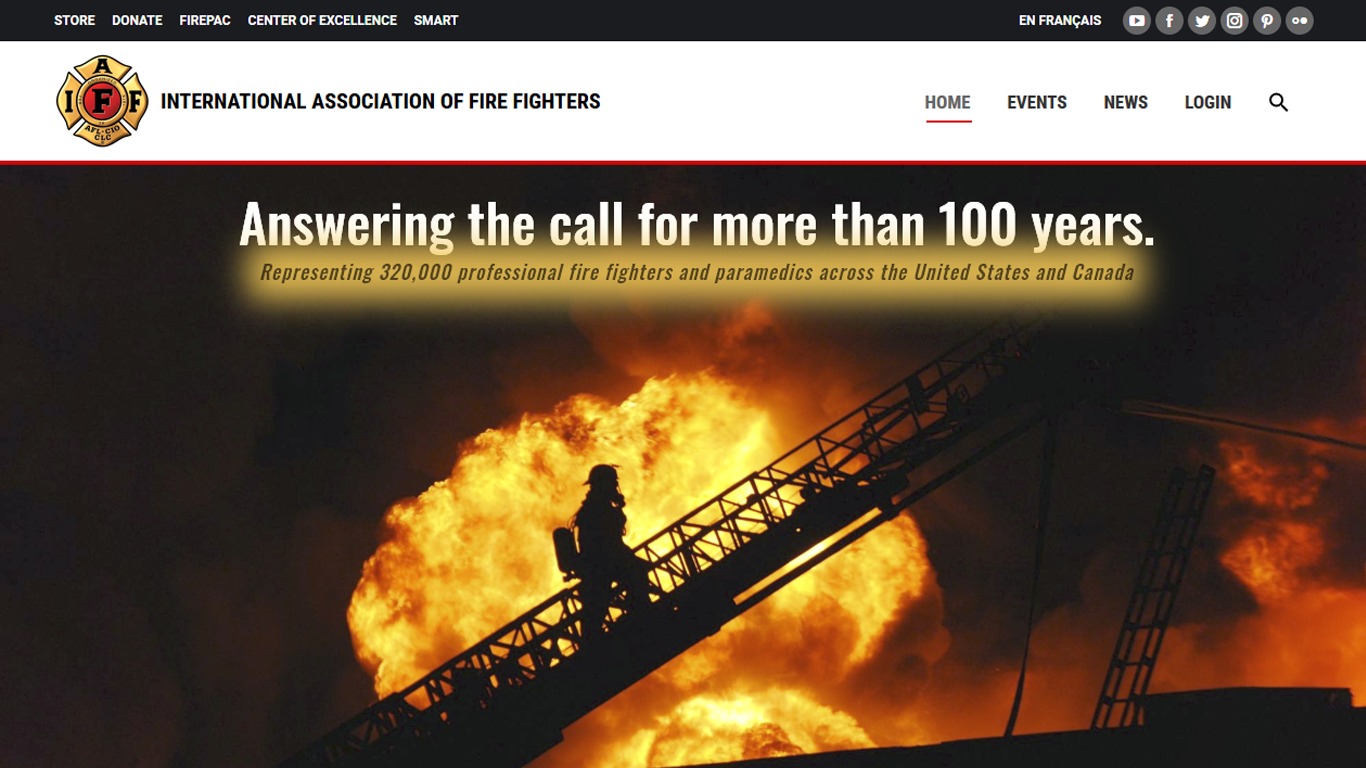 STORE DONATE FIREPAC CENTER OF EXCELLENCE SMART EN FRANÇAIS
I A F F
AFL-CIO
CLC
INTERNATIONAL ASSOCIATION OF FIRE FIGHTERS
HOME EVENTS NEWS LOGIN
Answering the call for more than 100 years.
Representing 320,000 professional fire fighters and paramedics across the United States and Canada